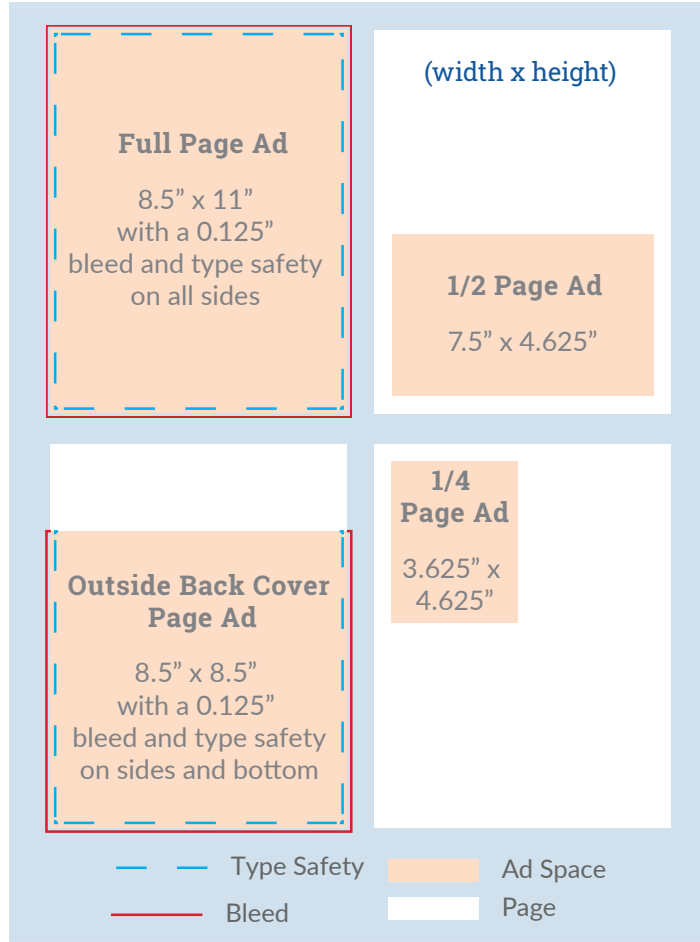 Full Page Ad
8.5” x 11”
with a 0.125”
bleed and type safety
on all sides
(width x height)
1/2 Page Ad
7.5” x 4.625”
Outside Back Cover
Page Ad
8.5” x 8.5”
with a 0.125”
bleed and type safety
on sides and bottom
1/4
Page Ad
3.625” x
4.625”
Type Safety
Ad Space
Bleed
Page